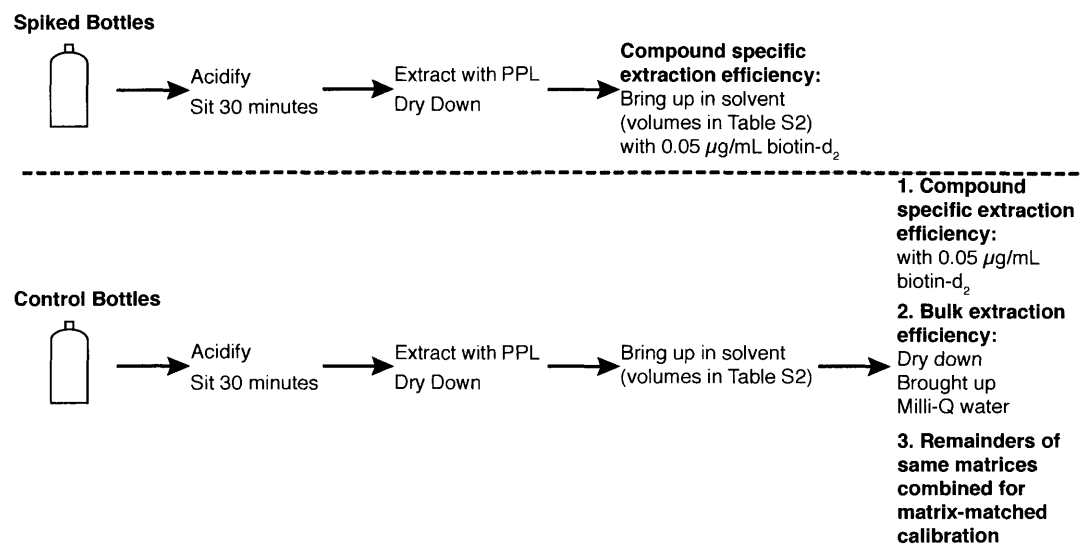 Spiked Bottles
Acidify
Sit 30 minutes
Extract with PPL
Dry Down
Compound specific
extraction efficiency:
Bring up in solvent
(volumes in Table S2)
with 0.05 µg/mL biotin-d₂
Control Bottles
Acidify
Sit 30 minutes
Extract with PPL
Dry Down
Bring up in solvent
(volumes in Table S2)
1. Compound
specific extraction
efficiency:
with 0.05 µg/mL
biotin-d₂
2. Bulk extraction
efficiency:
Dry down
Brought up
Milli-Q water
3. Remainders of
same matrices
combined for
matrix-matched
calibration